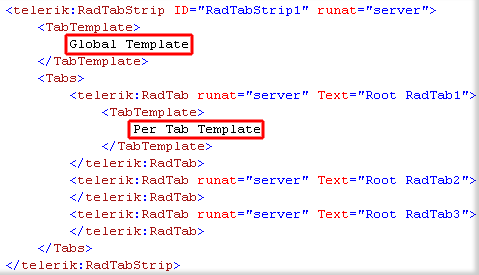 <telerik:RadTabStrip ID="RadTabStrip1" runat="server">
<TabTemplate>
Global Template
</TabTemplate>
<Tabs>
<telerik:RadTab runat="server" Text="Root RadTab1">
<TabTemplate>
Per Tab Template
</TabTemplate>
</telerik:RadTab>
<telerik:RadTab runat="server" Text="Root RadTab2">
</telerik:RadTab>
<telerik:RadTab runat="server" Text="Root RadTab3">
</telerik:RadTab>
</Tabs>
</telerik:RadTabStrip>